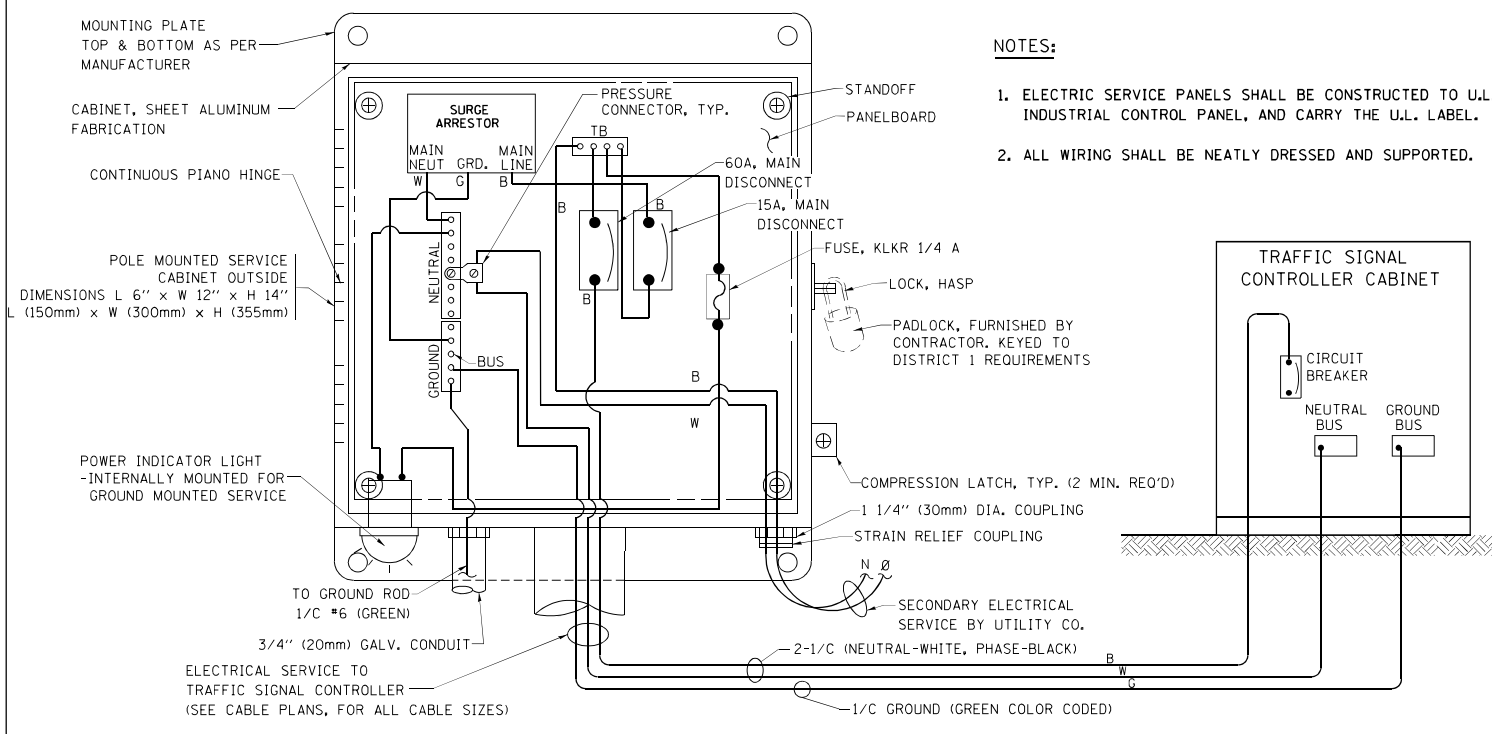 MOUNTING PLATE
TOP & BOTTOM AS PER
MANUFACTURER
CABINET, SHEET ALUMINUM
FABRICATION
CONTINUOUS PIANO HINGE
POLE MOUNTED SERVICE
CABINET OUTSIDE
DIMENSIONS L 6" x W 12" x H 14"
L (150mm) x W (300mm) x H (355mm)
POWER INDICATOR LIGHT
-INTERNALLY MOUNTED FOR
GROUND MOUNTED SERVICE
SURGE
ARRESTOR
MAIN
NEUT
GRD.
MAIN
LINE
W
G
B
PRESSURE
CONNECTOR, TYP.
TB
60A, MAIN
DISCONNECT
15A, MAIN
DISCONNECT
B
B
B
NEUTRAL
GROUND
BUS
B
W
STANDOFF
PANELBOARD
FUSE, KLKR 1/4 A
LOCK, HASP
PADLOCK, FURNISHED BY
CONTRACTOR. KEYED TO
DISTRICT 1 REQUIREMENTS
COMPRESSION LATCH, TYP. (2 MIN. REQ'D)
1 1/4" (30mm) DIA. COUPLING
STRAIN RELIEF COUPLING
N Ø
SECONDARY ELECTRICAL
SERVICE BY UTILITY CO.
TO GROUND ROD
1/C #6 (GREEN)
3/4" (20mm) GALV. CONDUIT
ELECTRICAL SERVICE TO
TRAFFIC SIGNAL CONTROLLER
(SEE CABLE PLANS, FOR ALL CABLE SIZES)
2-1/C (NEUTRAL-WHITE, PHASE-BLACK)
B
W
G
1/C GROUND (GREEN COLOR CODED)
NOTES:
1. ELECTRIC SERVICE PANELS SHALL BE CONSTRUCTED TO U.L
INDUSTRIAL CONTROL PANEL, AND CARRY THE U.L. LABEL.
2. ALL WIRING SHALL BE NEATLY DRESSED AND SUPPORTED.
TRAFFIC SIGNAL
CONTROLLER CABINET
CIRCUIT
BREAKER
NEUTRAL
BUS
GROUND
BUS